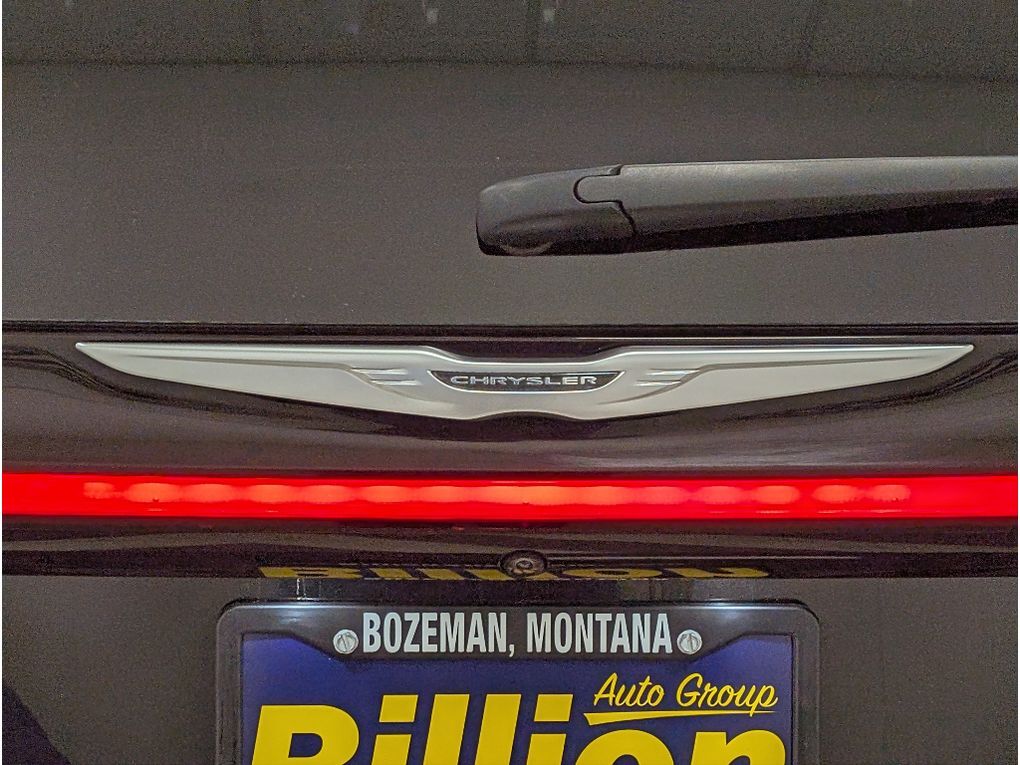 CHRYSLER
BOZEMAN, MONTANA
Auto Group
Billion